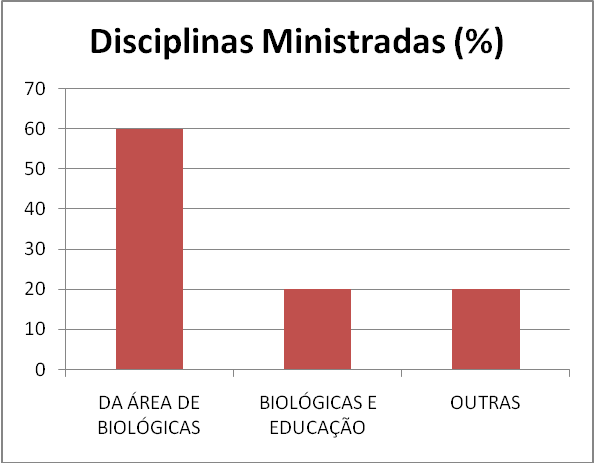 Disciplinas Ministradas (%)
70
60
50
40
30
20
10
0
DA ÁREA DE
BIOLÓGICAS
BIOLÓGICAS E
EDUCAÇÃO
OUTRAS